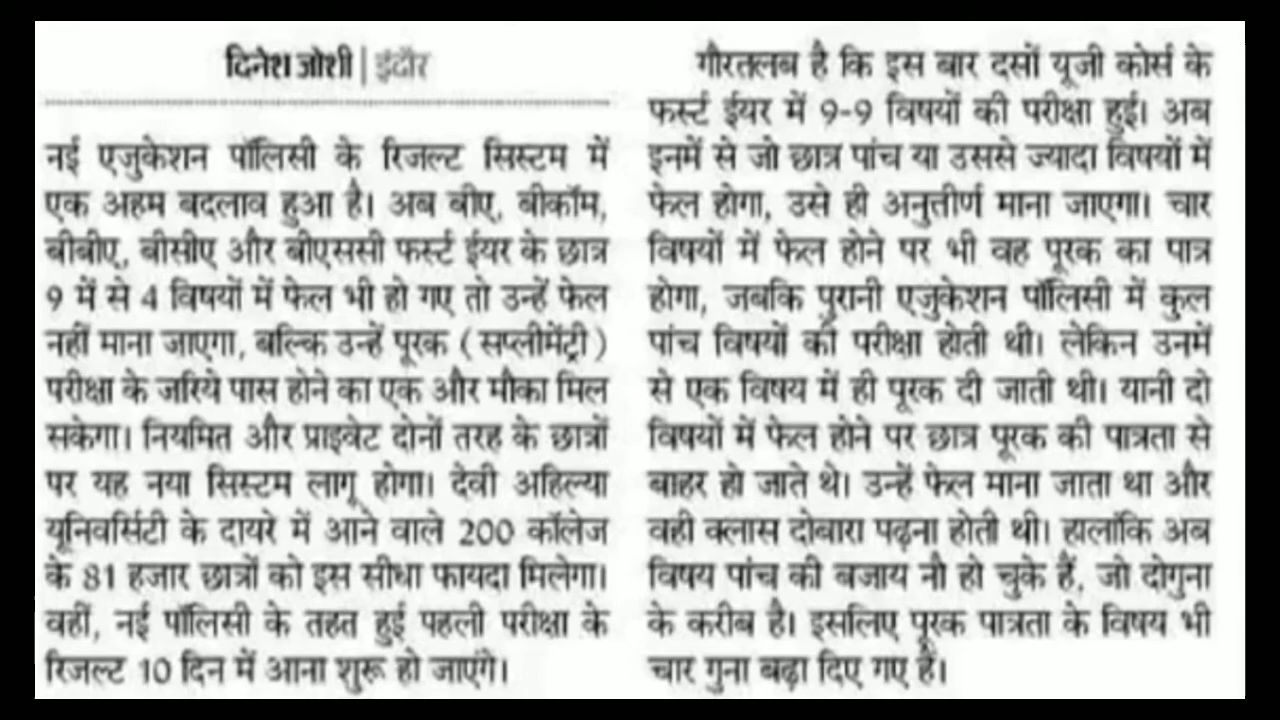 दिनेश जोशी | इंदौर
नई एजुकेशन पॉलिसी के रिजल्ट सिस्टम में
एक अहम बदलाव हुआ है। अब बीए, बीकॉम,
बीबीए, बीसीए और बीएससी फर्स्ट ईयर के छात्र
9 में से 4 विषयों में फेल भी हो गए तो उन्हें फेल
नहीं माना जाएगा, बल्कि उन्हें पूरक (सप्लीमेंट्री)
परीक्षा के जरिये पास होने का एक और मौका मिल
सकेगा। नियमित और प्राइवेट दोनों तरह के छात्रों
पर यह नया सिस्टम लागू होगा। देवी अहिल्या
यूनिवर्सिटी के दायरे में आने वाले 200 कॉलेज
के 81 हजार छात्रों को इस सीधा फायदा मिलेगा।
वहीं, नई पॉलिसी के तहत हुई पहली परीक्षा के
रिजल्ट 10 दिन में आना शुरू हो जाएंगे।
गौरतलब है कि इस बार दसों यूजी कोर्स के
फर्स्ट ईयर में 9-9 विषयों की परीक्षा हुई। अब
इनमें से जो छात्र पांच या उससे ज्यादा विषयों में
फेल होगा, उसे ही अनुत्तीर्ण माना जाएगा। चार
विषयों में फेल होने पर भी वह पूरक का पात्र
होगा, जबकि पुरानी एजुकेशन पॉलिसी में कुल
पांच विषयों की परीक्षा होती थी। लेकिन उनमें
से एक विषय में ही पूरक दी जाती थी। यानी दो
विषयों में फेल होने पर छात्र पूरक की पात्रता से
बाहर हो जाते थे। उन्हें फेल माना जाता था और
वही क्लास दोबारा पढ़ना होती थी। हालांकि अब
विषय पांच की बजाय नौ हो चुके हैं, जो दोगुना
के करीब है। इसलिए पूरक पात्रता के विषय भी
चार गुना बढ़ा दिए गए हैं।